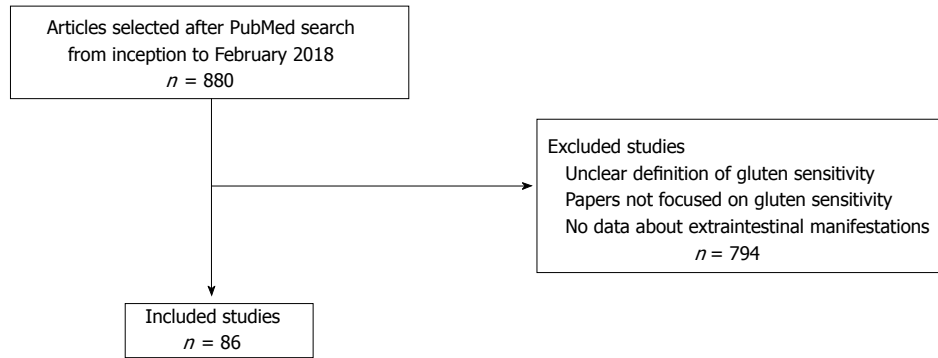 Articles selected after PubMed search
from inception to February 2018
n = 880
Excluded studies
Unclear definition of gluten sensitivity
Papers not focused on gluten sensitivity
No data about extraintestinal manifestations
n = 794
Included studies
n = 86